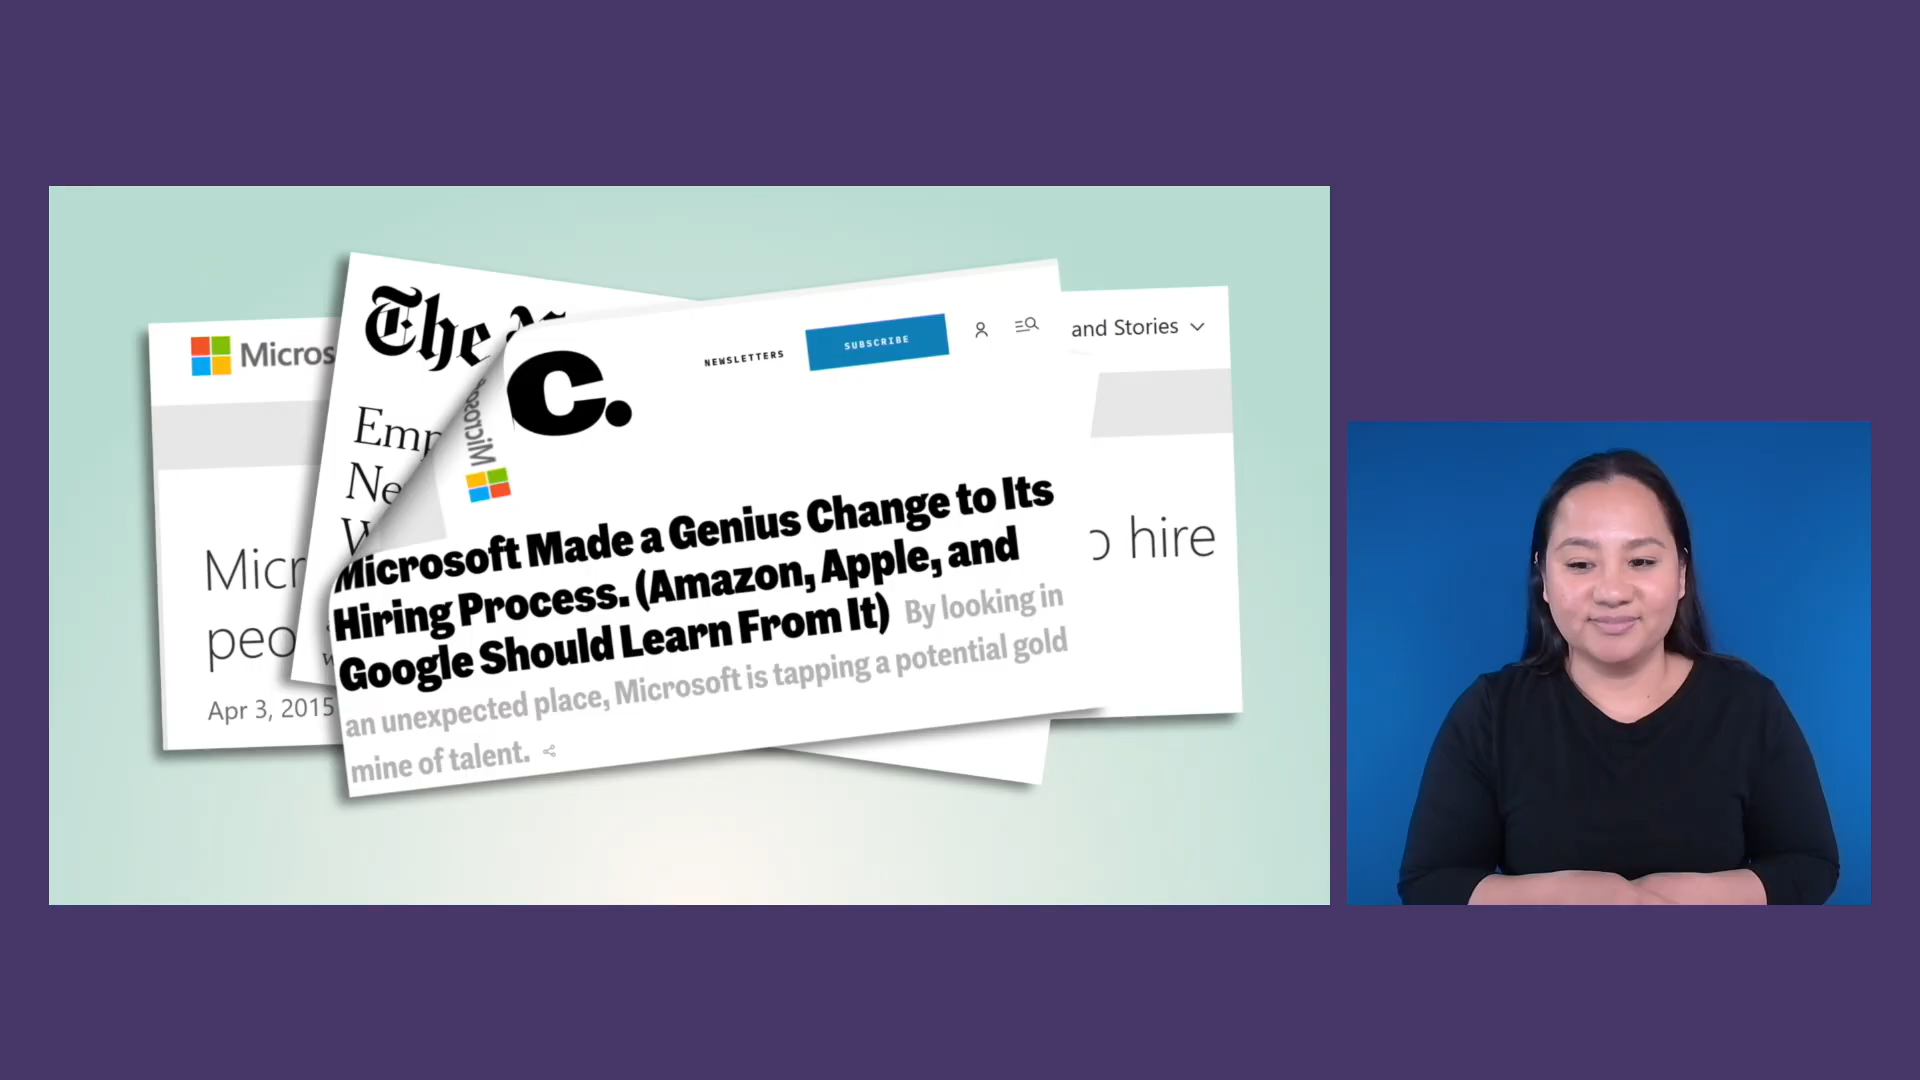 Micros
The
and Stories
NEWSLETTERS
SUBSCRIBE
c.
Microsoft
Emp
Ne
W
Micr
peo
Apr 3, 2015
hire
Microsoft Made a Genius Change to Its
Hiring Process. (Amazon, Apple, and
Google Should Learn From It) By looking in
an unexpected place, Microsoft is tapping a potential gold
mine of talent.